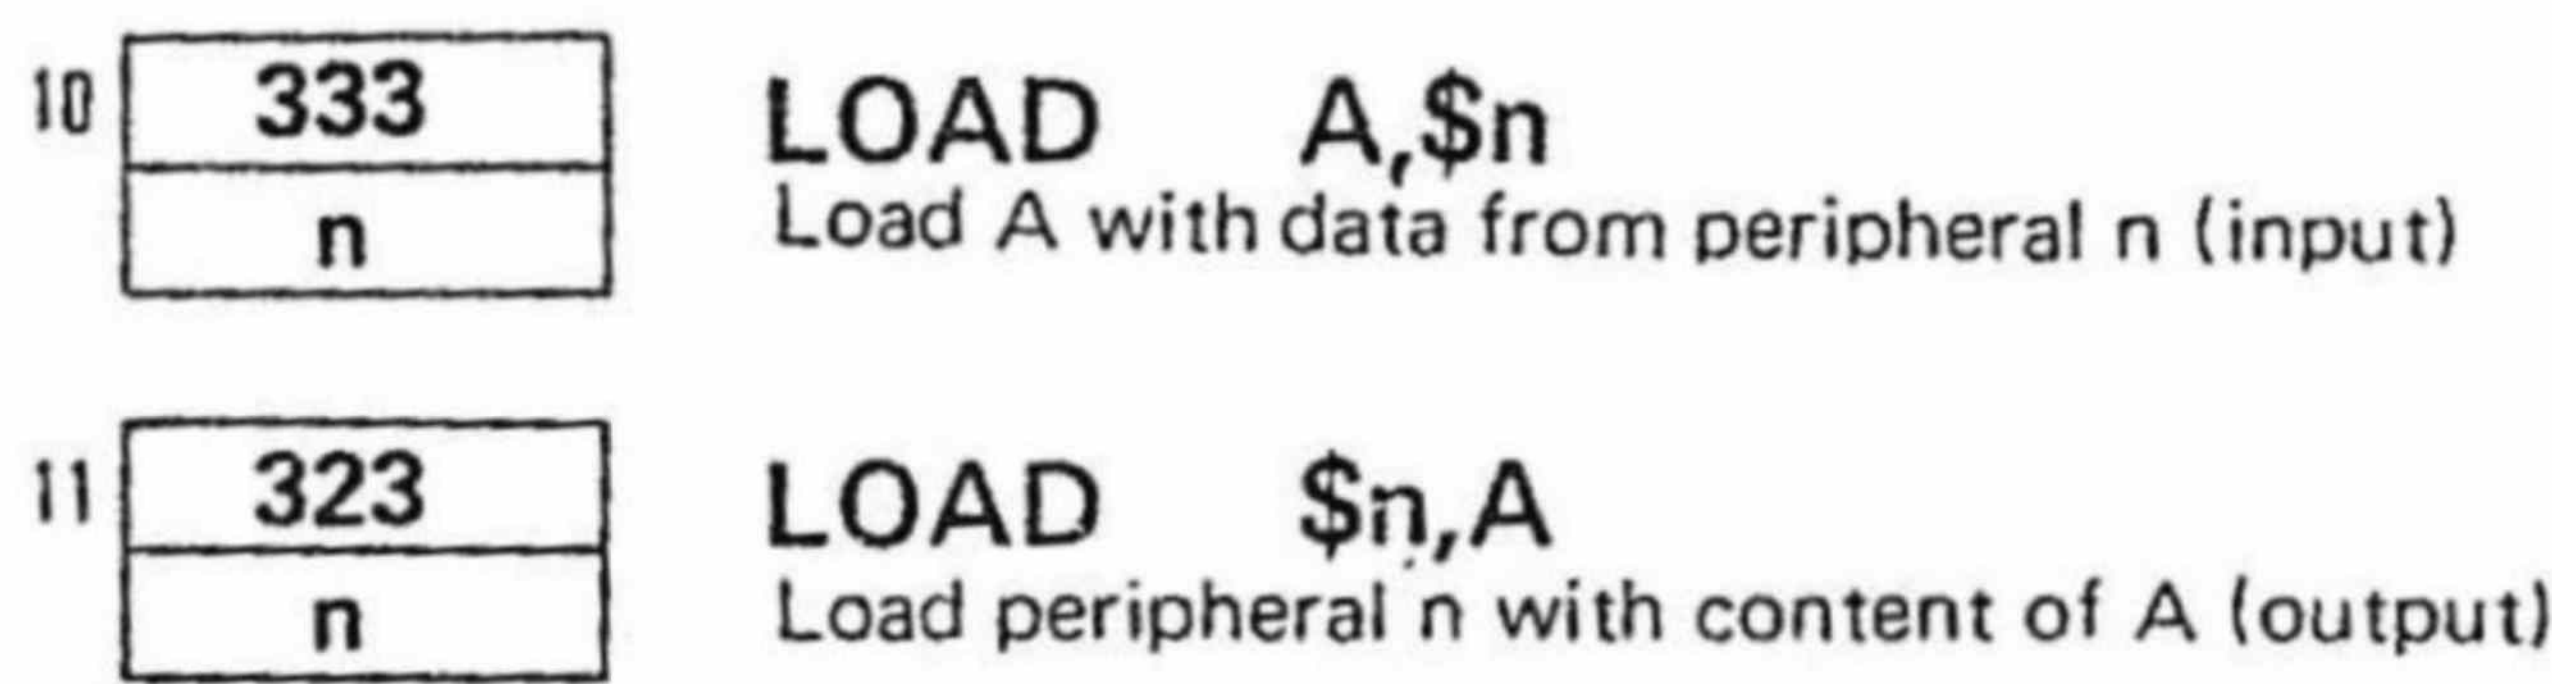 10 333 LOAD A,$n
n Load A with data from peripheral n (input)
11 323 LOAD $n,A
n Load peripheral n with content of A (output)